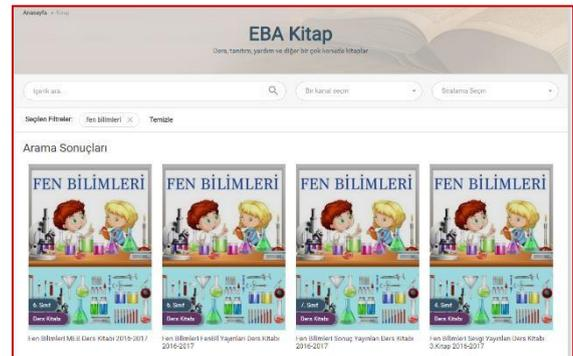 Anasayfa > Kitap
EBA Kitap
Ders, tanıtım, yardım ve diğer bir çok konuda kitaplar
İçerik ara...
Bir kanal seçin
Sıralama Seçin
Seçilen Filtreler:
fen bilimleri
Temizle
Arama Sonuçları
FEN BİLİMLERİ
6. Sınıf
Ders Kitabı
Fen Bilimleri MEB Ders Kitabı 2016-2017
FEN BİLİMLERİ
6. Sınıf
Ders Kitabı
Fen Bilimleri FenBil Yayınları Ders Kitabı
2016-2017
FEN BİLİMLERİ
7. Sınıf
Ders Kitabı
Fen Bilimleri Sonuç Yayınları Ders Kitabı
2016-2017
FEN BİLİMLERİ
4. Sınıf
Ders Kitabı
Fen Bilimleri Sevgi Yayınları Ders Kitabı
3.Kitap 2016-2017